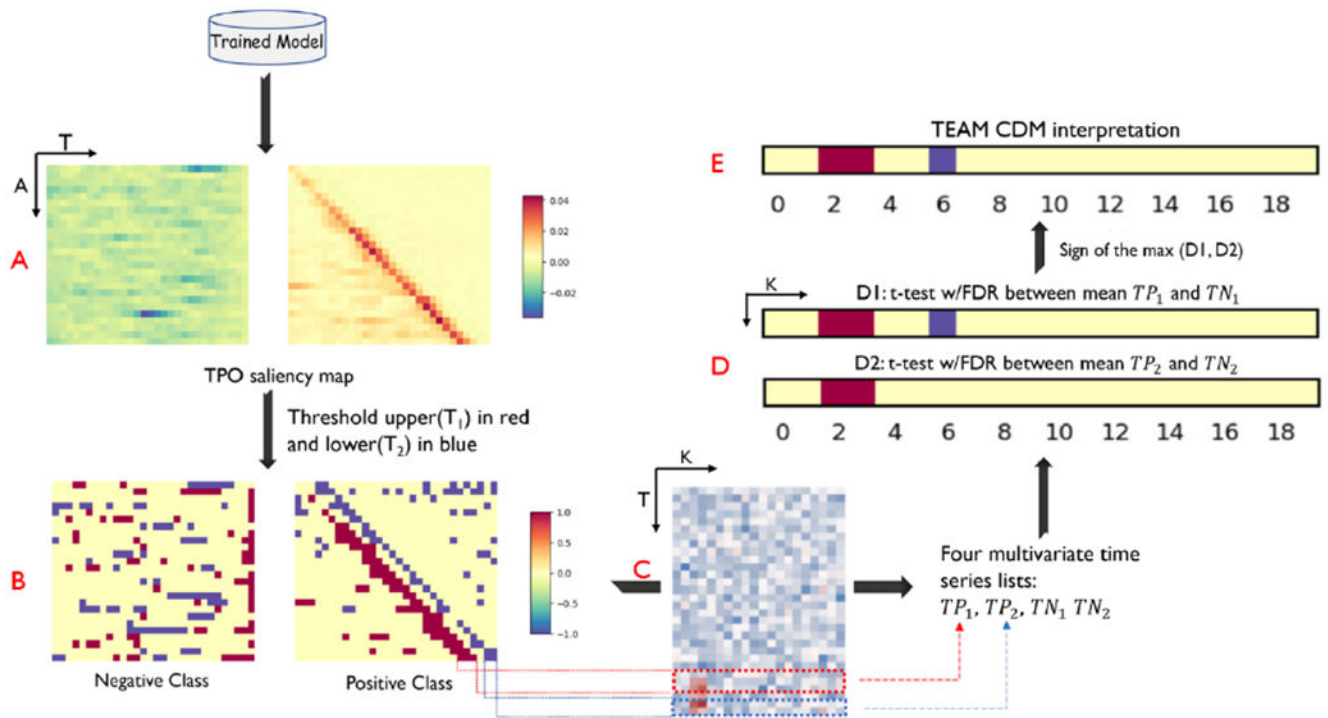 Trained Model
T
A
A
0.04
0.02
0.00
−0.02
TPO saliency map
Threshold upper(T₁) in red
and lower(T₂) in blue
B
1.0
0.5
0.0
−0.5
−1.0
Negative Class
Positive Class
K
T
C
Four multivariate time
series lists:
TP₁, TP₂, TN₁ TN₂
TEAM CDM interpretation
E
0 2 4 6 8 10 12 14 16 18
Sign of the max (D1, D2)
K
D1: t-test w/FDR between mean TP₁ and TN₁
D
D2: t-test w/FDR between mean TP₂ and TN₂
0 2 4 6 8 10 12 14 16 18